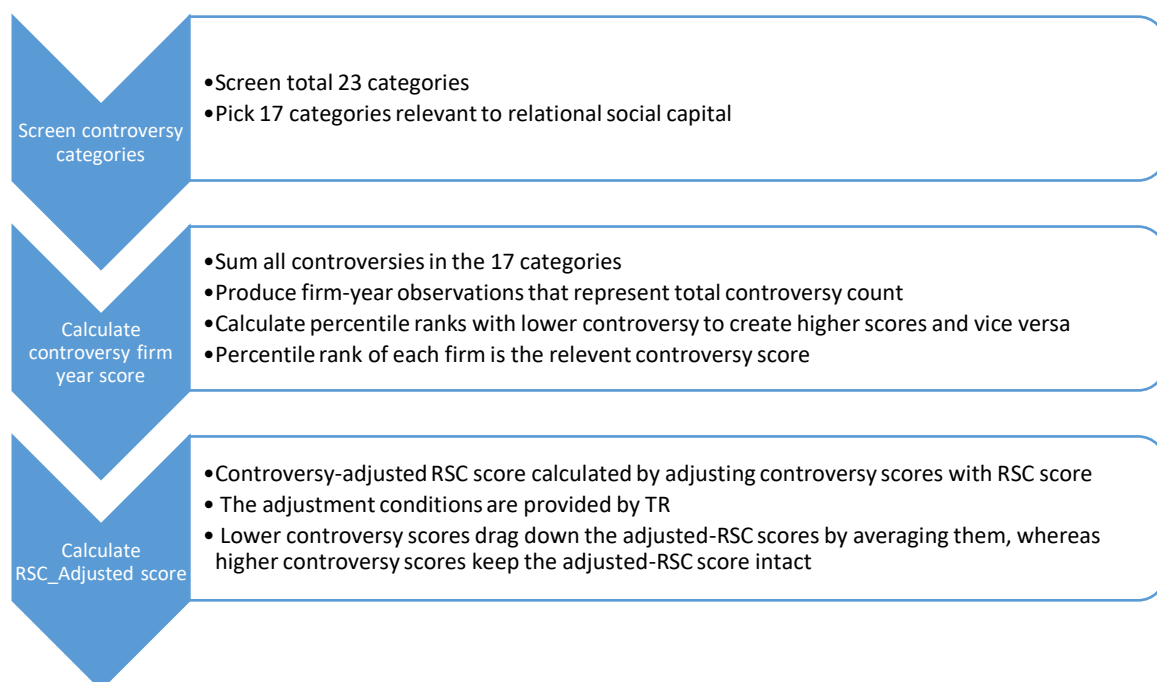 Screen controversy
categories
•Screen total 23 categories
•Pick 17 categories relevant to relational social capital
Calculate
controversy firm
year score
•Sum all controversies in the 17 categories
•Produce firm-year observations that represent total controversy count
•Calculate percentile ranks with lower controversy to create higher scores and vice versa
•Percentile rank of each firm is the relevent controversy score
Calculate
RSC_Adjusted score
•Controversy-adjusted RSC score calculated by adjusting controversy scores with RSC score
• The adjustment conditions are provided by TR
• Lower controversy scores drag down the adjusted-RSC scores by averaging them, whereas
higher controversy scores keep the adjusted-RSC score intact